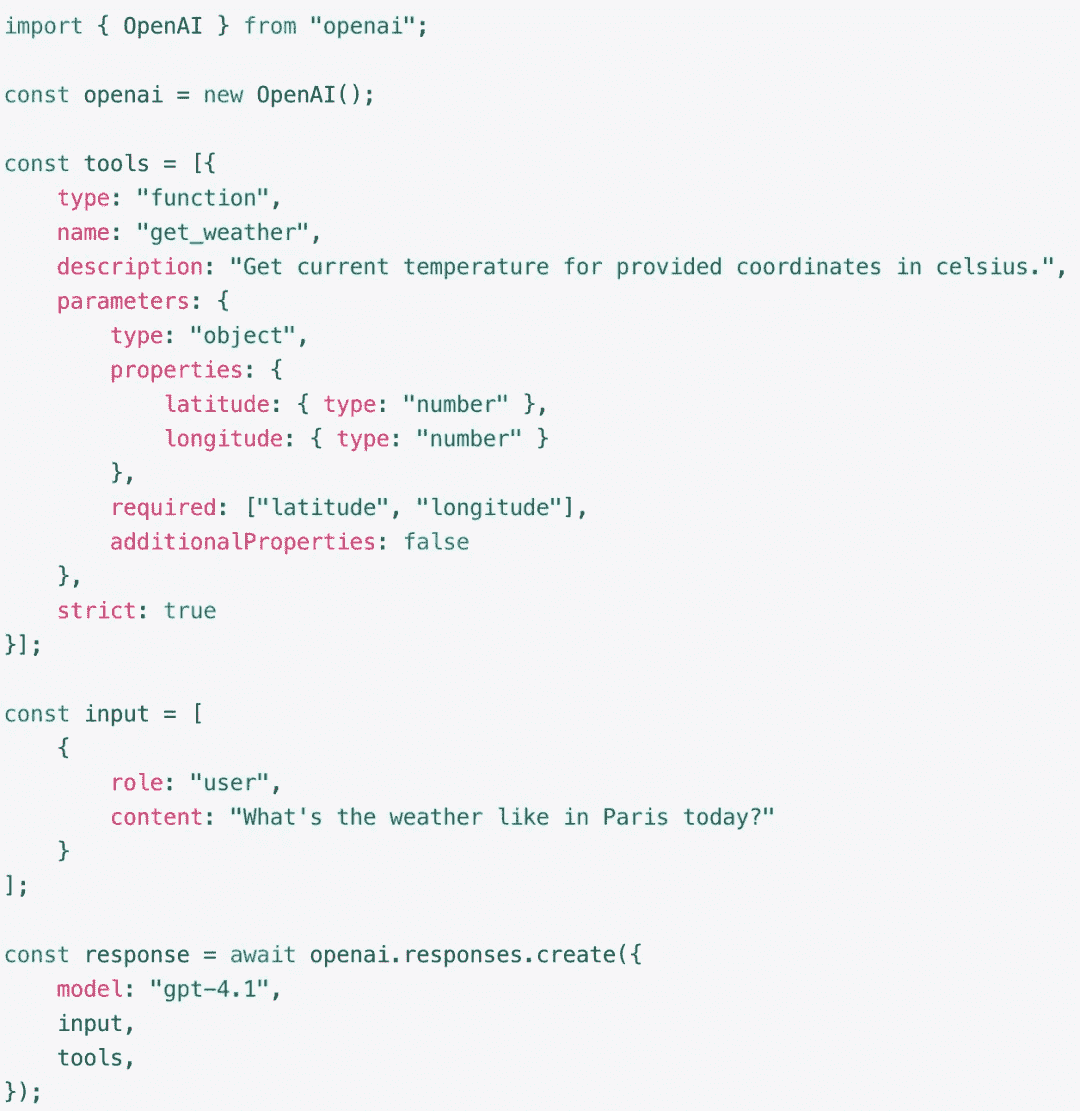 import { OpenAI } from "openai";

const openai = new OpenAI();

const tools = [{
    type: "function",
    name: "get_weather",
    description: "Get current temperature for provided coordinates in celsius.",
    parameters: {
        type: "object",
        properties: {
            latitude: { type: "number" },
            longitude: { type: "number" }
        },
        required: ["latitude", "longitude"],
        additionalProperties: false
    },
    strict: true
}];

const input = [
    {
        role: "user",
        content: "What's the weather like in Paris today?"
    }
];

const response = await openai.responses.create({
    model: "gpt-4.1",
    input,
    tools,
});